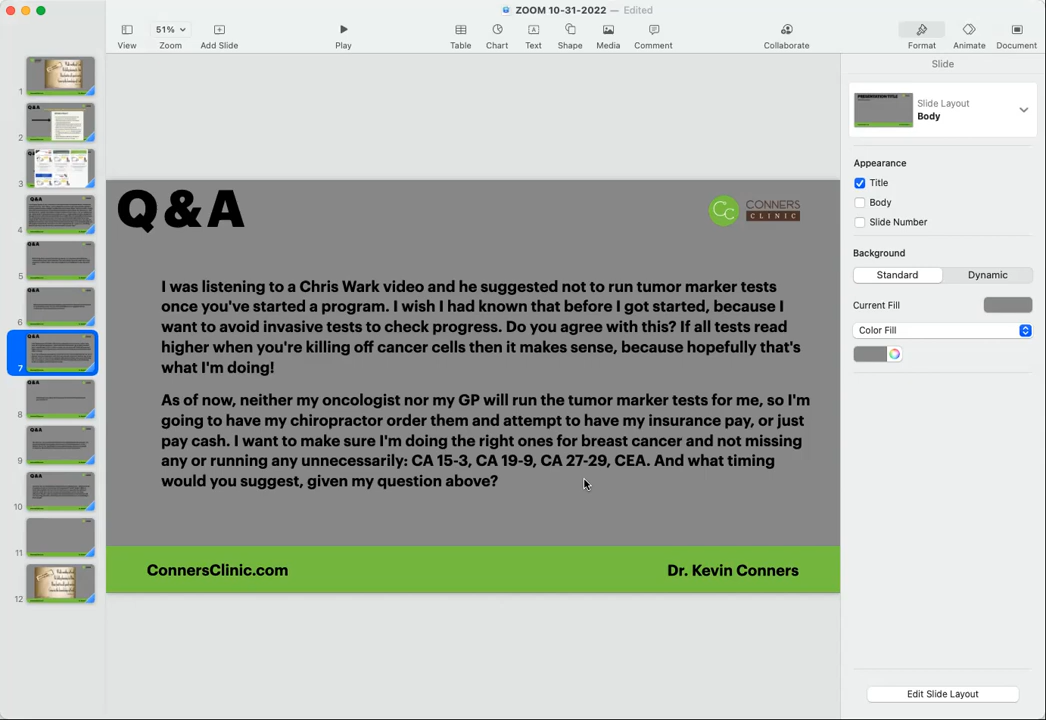 ZOOM 10-31-2022 — Edited
51%
View
Zoom
Add Slide
Play
Table
Chart
Text
Shape
Media
Comment
Collaborate
Format
Animate
Document
1
Q&A
2
3
Q&A
4
Q&A
5
Q&A
6
Q&A
7
Q&A
8
Q&A
9
Q&A
10
11
12
Q&A
CC
CONNERS
CLINIC
I was listening to a Chris Wark video and he suggested not to run tumor marker tests
once you've started a program. I wish I had known that before I got started, because I
want to avoid invasive tests to check progress. Do you agree with this? If all tests read
higher when you're killing off cancer cells then it makes sense, because hopefully that's
what I'm doing!
As of now, neither my oncologist nor my GP will run the tumor marker tests for me, so I'm
going to have my chiropractor order them and attempt to have my insurance pay, or just
pay cash. I want to make sure I'm doing the right ones for breast cancer and not missing
any or running any unnecessarily: CA 15-3, CA 19-9, CA 27-29, CEA. And what timing
would you suggest, given my question above?
ConnersClinic.com
Dr. Kevin Conners
Slide
PRESENTATION TITLE
Slide Layout
Body
Appearance
Title
Body
Slide Number
Background
Standard
Dynamic
Current Fill
Color Fill
Edit Slide Layout